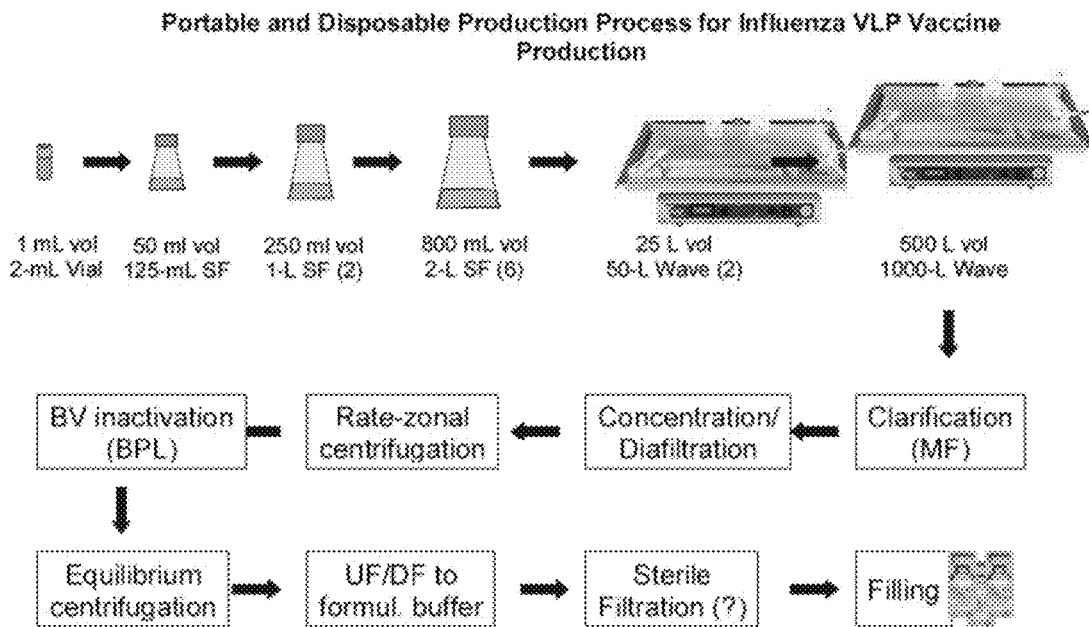 Portable and Disposable Production Process for Influenza VLP Vaccine
Production
1 mL vol
2-mL Vial
50 ml vol
125-mL SF
250 ml vol
1-L SF (2)
800 mL vol
2-L SF (6)
25 L vol
50-L Wave (2)
500 L vol
1000-L Wave
BV inactivation
(BPL)
Rate-zonal
centrifugation
Concentration/
Diafiltration
Clarification
(MF)
Equilibrium
centrifugation
UF/DF to
formul. buffer
Sterile
Filtration (?)
Filling